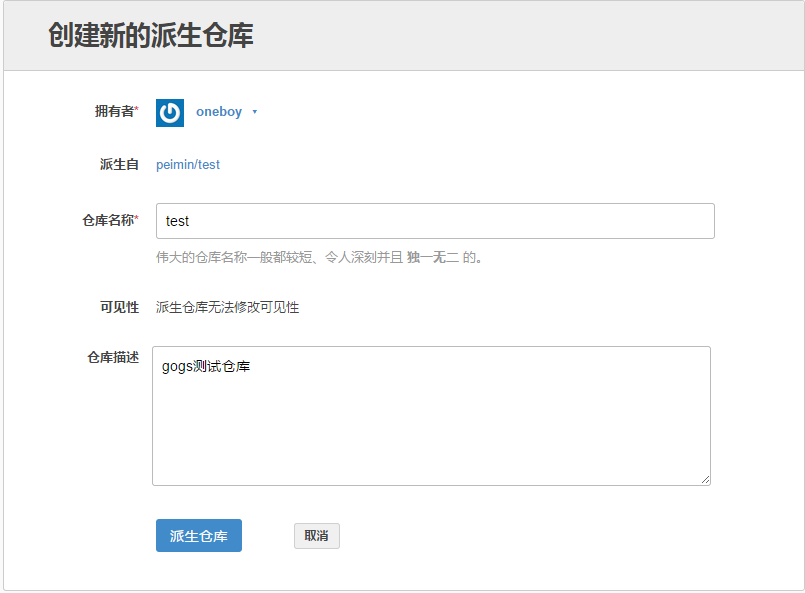 创建新的派生仓库
拥有者* oneboy
派生自 peimin/test
仓库名称* test
伟大的仓库名称一般都较短、令人深刻并且 独一无二 的。
可见性 派生仓库无法修改可见性
仓库描述 gogs测试仓库
派生仓库 取消